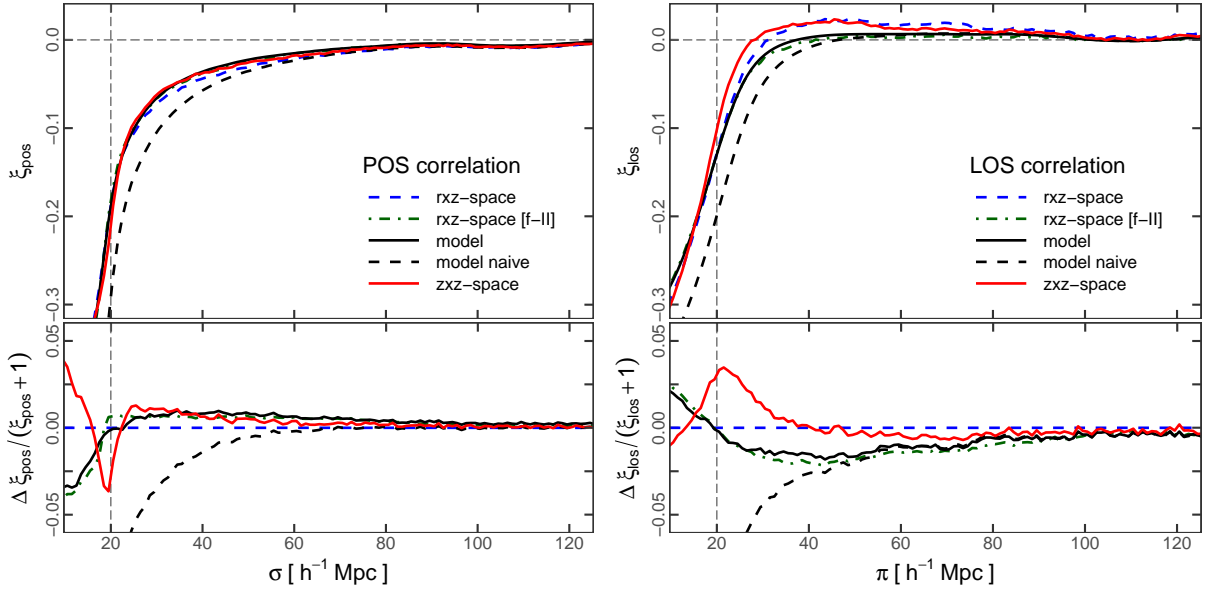 0.0
−0.1
−0.2
−0.3
ξpos
POS correlation
rxz−space
rxz−space [f−II]
model
model naive
zxz−space
0.05
0.00
−0.05
Δ ξpos / (ξpos + 1)
20 40 60 80 100 120
σ [ h⁻¹ Mpc ]
0.0
−0.1
−0.2
−0.3
ξlos
LOS correlation
rxz−space
rxz−space [f−II]
model
model naive
zxz−space
0.05
0.00
−0.05
Δ ξlos / (ξlos + 1)
20 40 60 80 100 120
π [ h⁻¹ Mpc ]